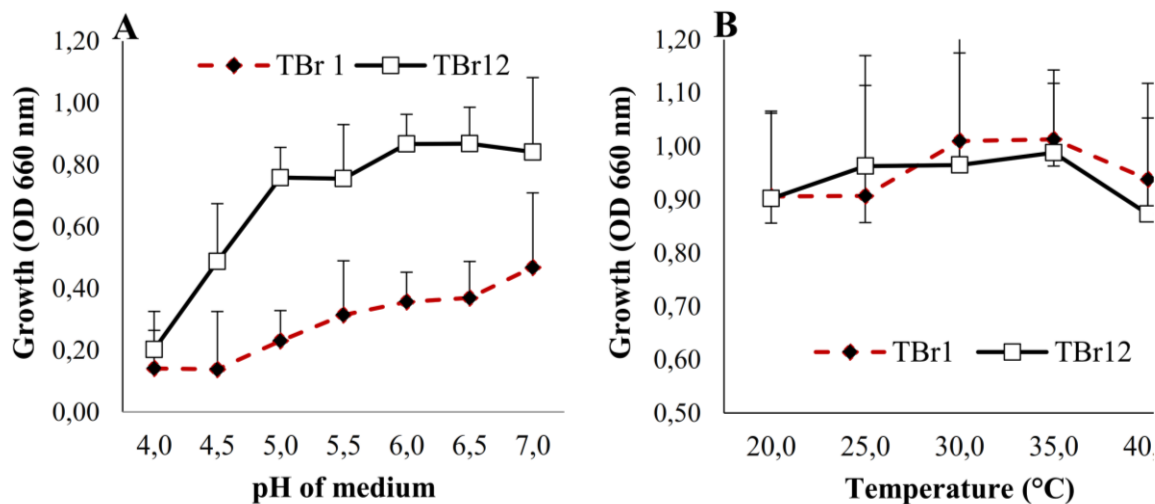 A
TBr 1 TBr12
Growth (OD 660 nm)
1,20
1,00
0,80
0,60
0,40
0,20
0,00
4,0 4,5 5,0 5,5 6,0 6,5 7,0
pH of medium
B
Growth (OD 660 nm)
1,20
1,10
1,00
0,90
0,80
0,70
0,60
0,50
TBr1 TBr12
20,0 25,0 30,0 35,0 40,
Temperature (°C)